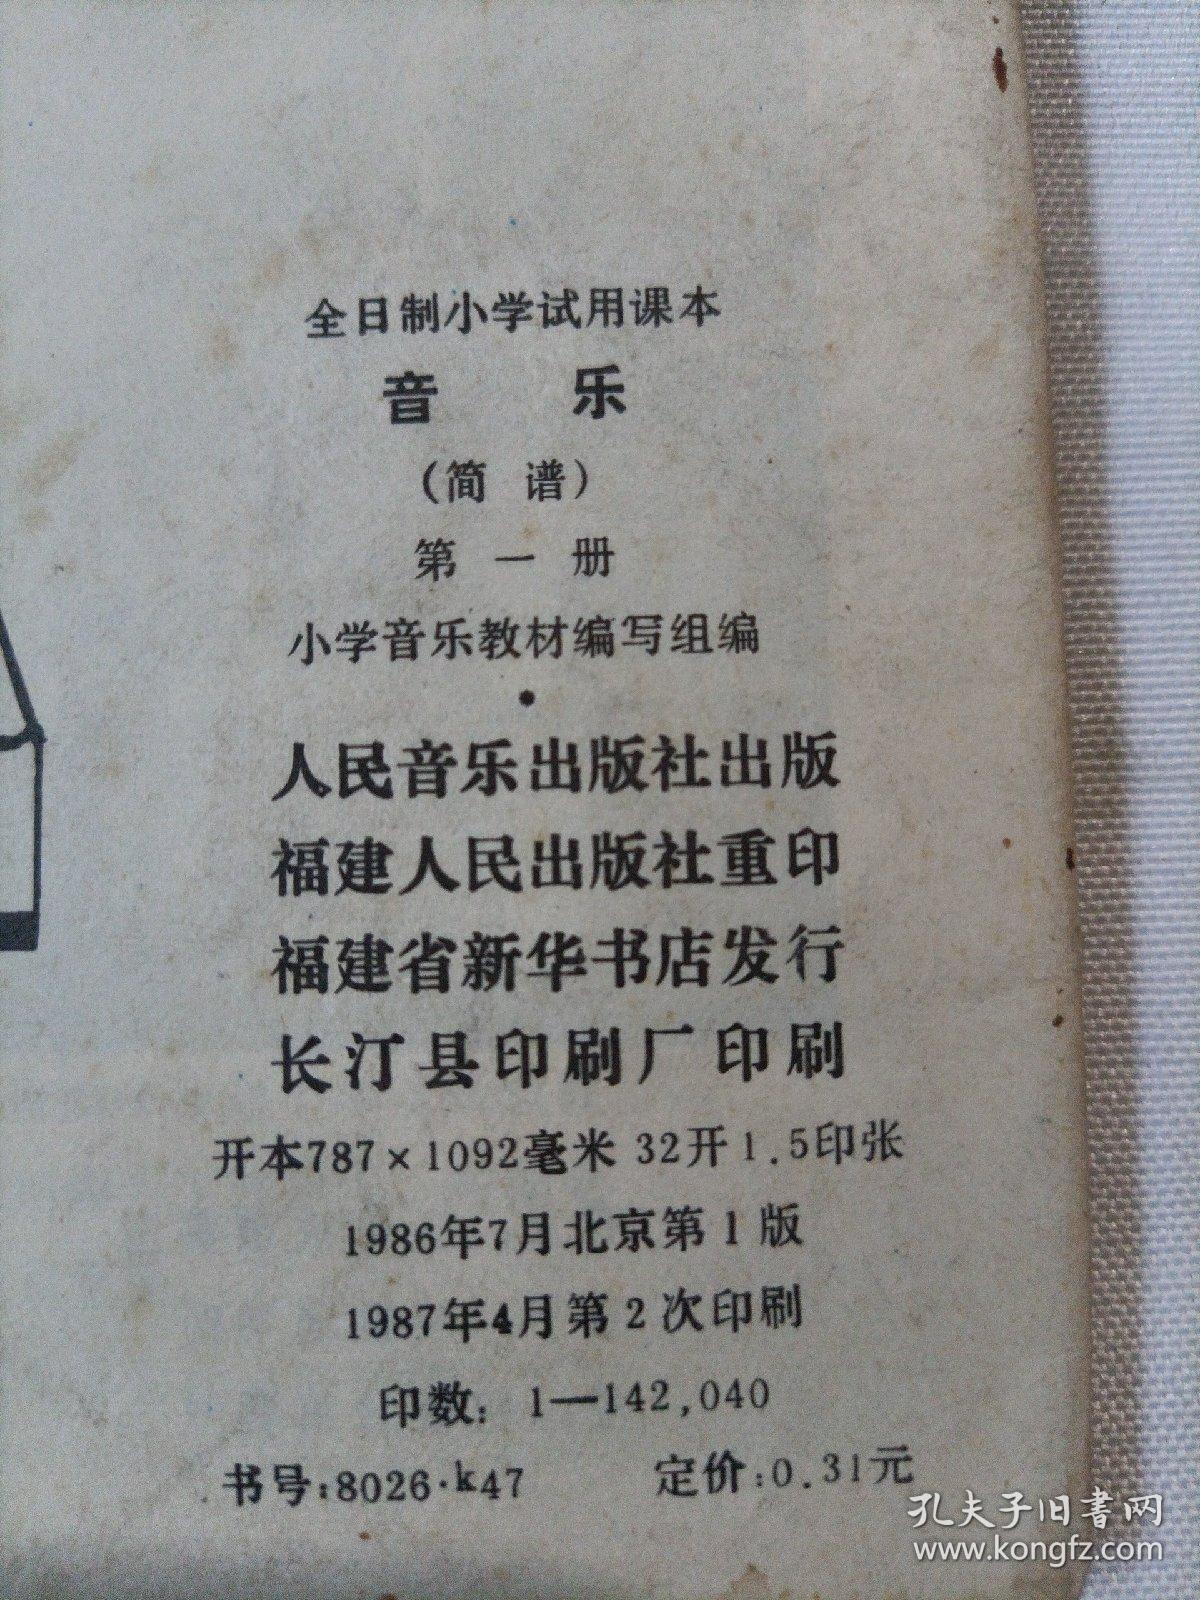 全日制小学试用课本
音 乐
(简 谱)
第 一 册
小学音乐教材编写组编
•
人民音乐出版社出版
福建人民出版社重印
福建省新华书店发行
长汀县印刷厂印刷
开本787×1092毫米 32开1.5印张
1986年7月北京第1版
1987年4月第2次印刷
印数：1—142,040
书号:8026·k47 定价:0.31元
孔夫子旧書网
www.kongfz.com